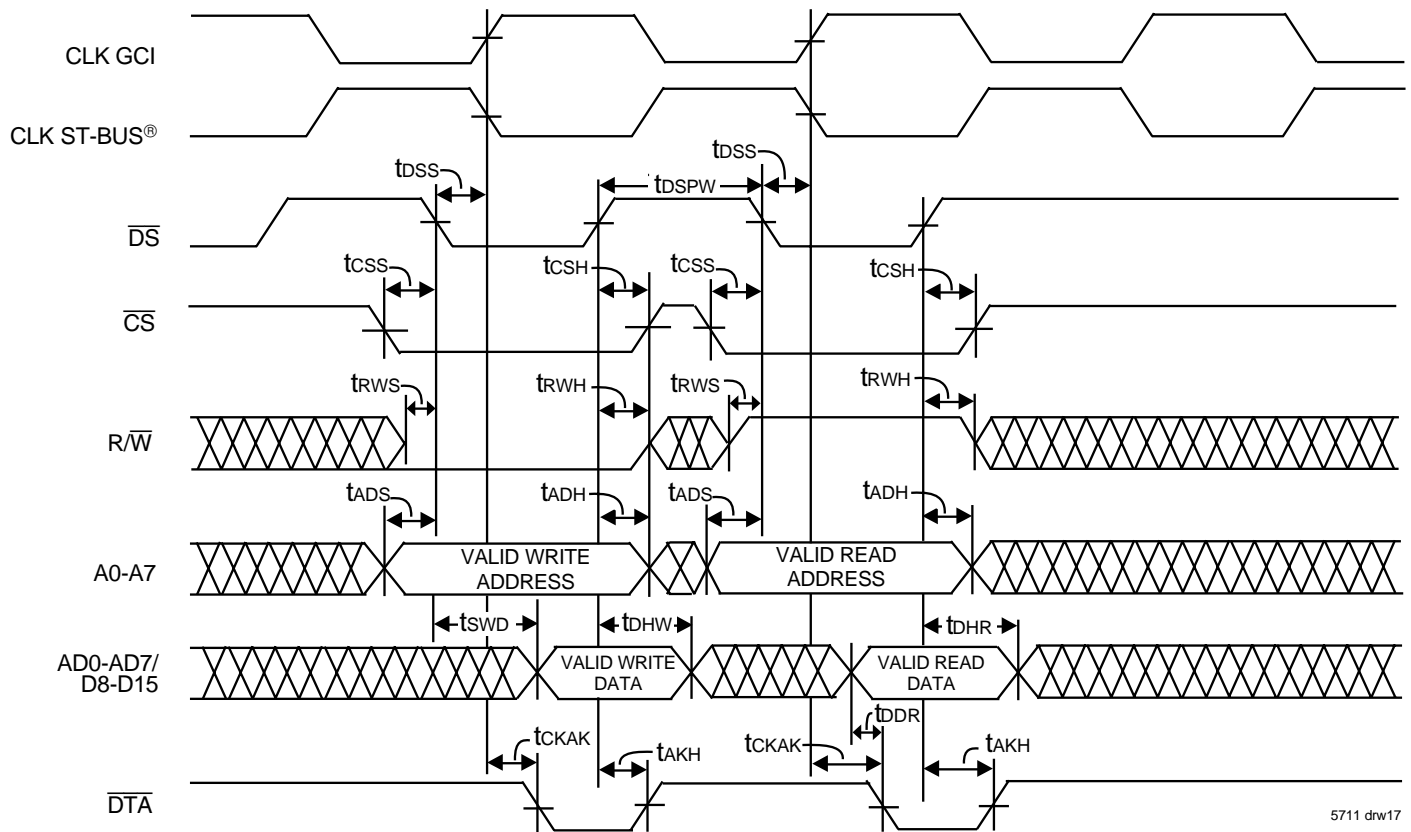 CLK GCI
CLK ST-BUS®
tDSS
tDSS
tDSPW
DS
tCSS
tCSH
tCSS
tCSH
CS
tRWS
tRWH
tRWS
tRWH
R/W
tADS
tADH
tADS
tADH
A0-A7
VALID WRITE
ADDRESS
VALID READ
ADDRESS
tSWD
tDHW
tDHR
AD0-AD7/
D8-D15
VALID WRITE
DATA
VALID READ
DATA
tDDR
tCKAK
tAKH
tCKAK
tAKH
DTA
5711 drw17